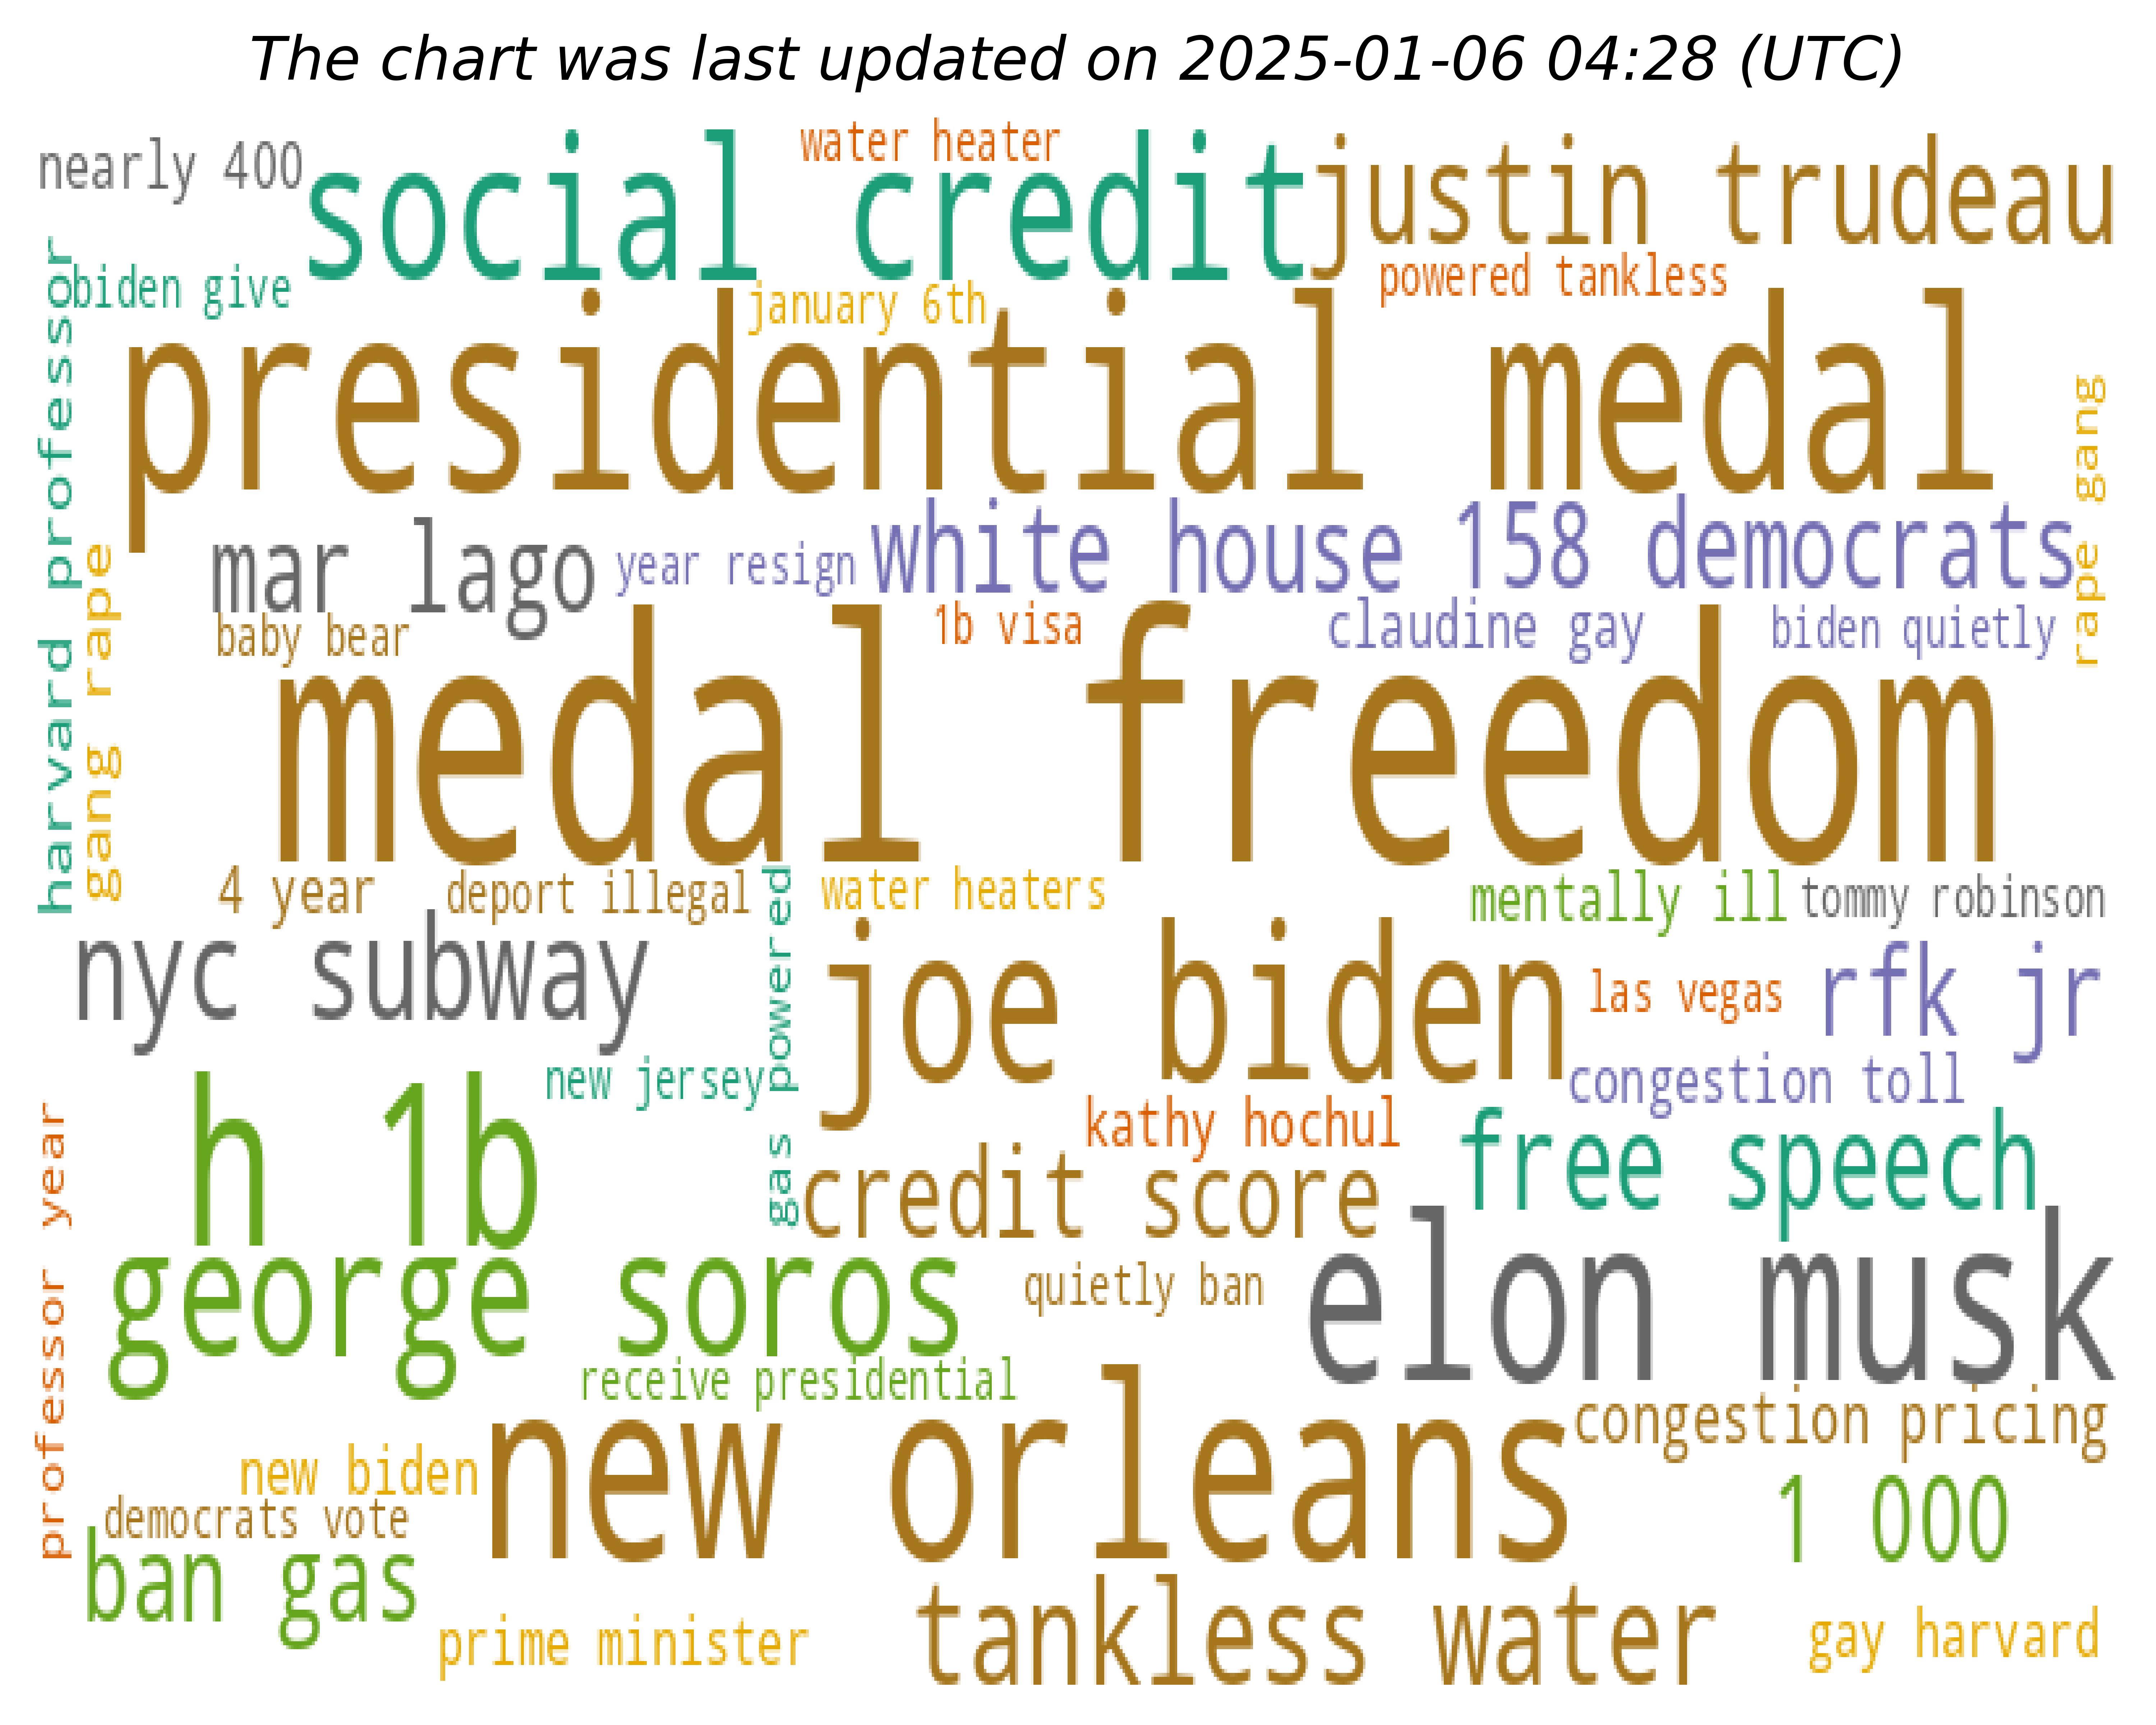 The chart was last updated on 2025-01-06 04:28 (UTC)
nearly 400
social credit
water heater
justin trudeau
biden give
january 6th
powered tankless
harvard professor
presidential medal
rape gang
mar lago
year resign
white house
158 democrats
gang rape
baby bear
1b visa
claudine gay
biden quietly
medal freedom
4 year
deport illegal
gas powered
water heaters
mentally ill
tommy robinson
nyc subway
joe biden
las vegas
rfk jr
new jersey
congestion toll
h 1b
kathy hochul
free speech
professor year
credit score
george soros
quietly ban
elon musk
receive presidential
new orleans
congestion pricing
new biden
democrats vote
1 000
ban gas
prime minister
tankless water
gay harvard